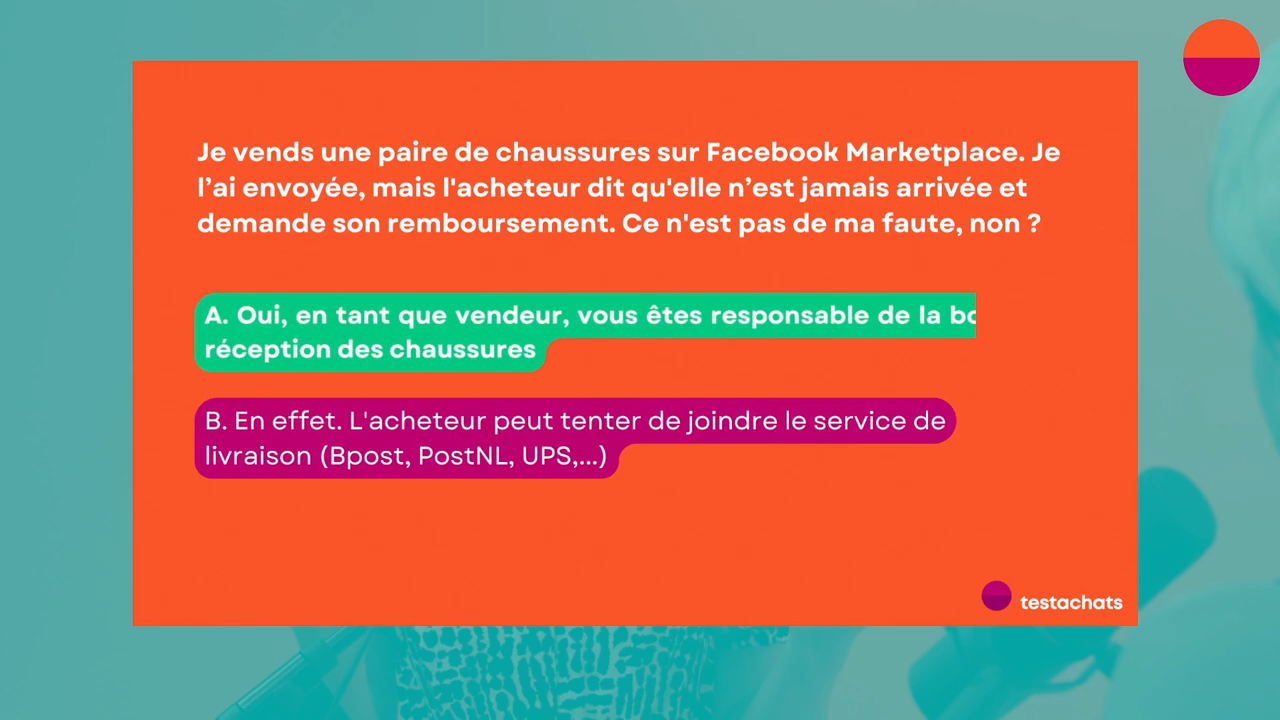 Je vends une paire de chaussures sur Facebook Marketplace. Je
l’ai envoyée, mais l'acheteur dit qu'elle n’est jamais arrivée et
demande son remboursement. Ce n'est pas de ma faute, non ?
A. Oui, en tant que vendeur, vous êtes responsable de la
réception des chaussures
B. En effet. L'acheteur peut tenter de joindre le service de
livraison (Bpost, PostNL, UPS,...)
testachats